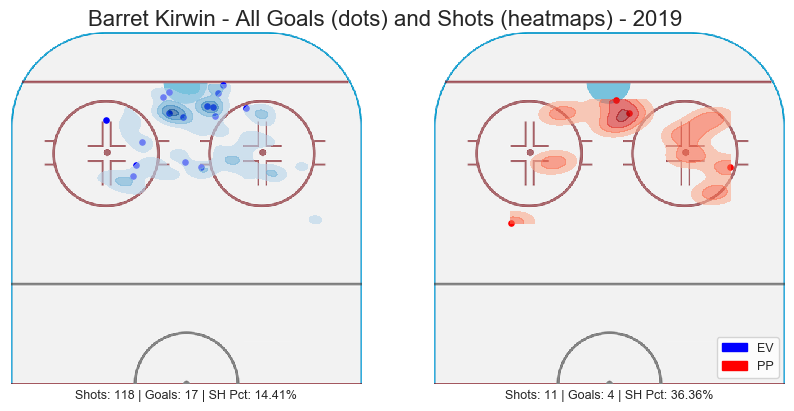 Barret Kirwin - All Goals (dots) and Shots (heatmaps) - 2019
EV
PP
Shots: 118 | Goals: 17 | SH Pct: 14.41%
Shots: 11 | Goals: 4 | SH Pct: 36.36%